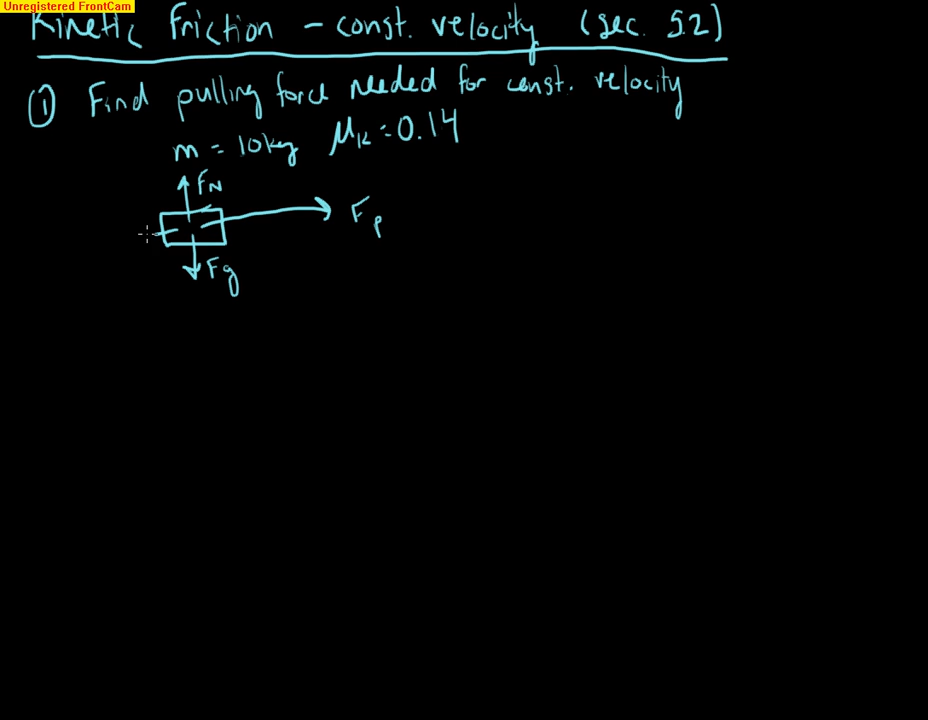 Unregistered FrontCam
Kinetic Friction - const. velocity (sec. 5.2)
① Find pulling force needed for const. velocity
m = 10kg μk = 0.14
FN
Fp
Fg